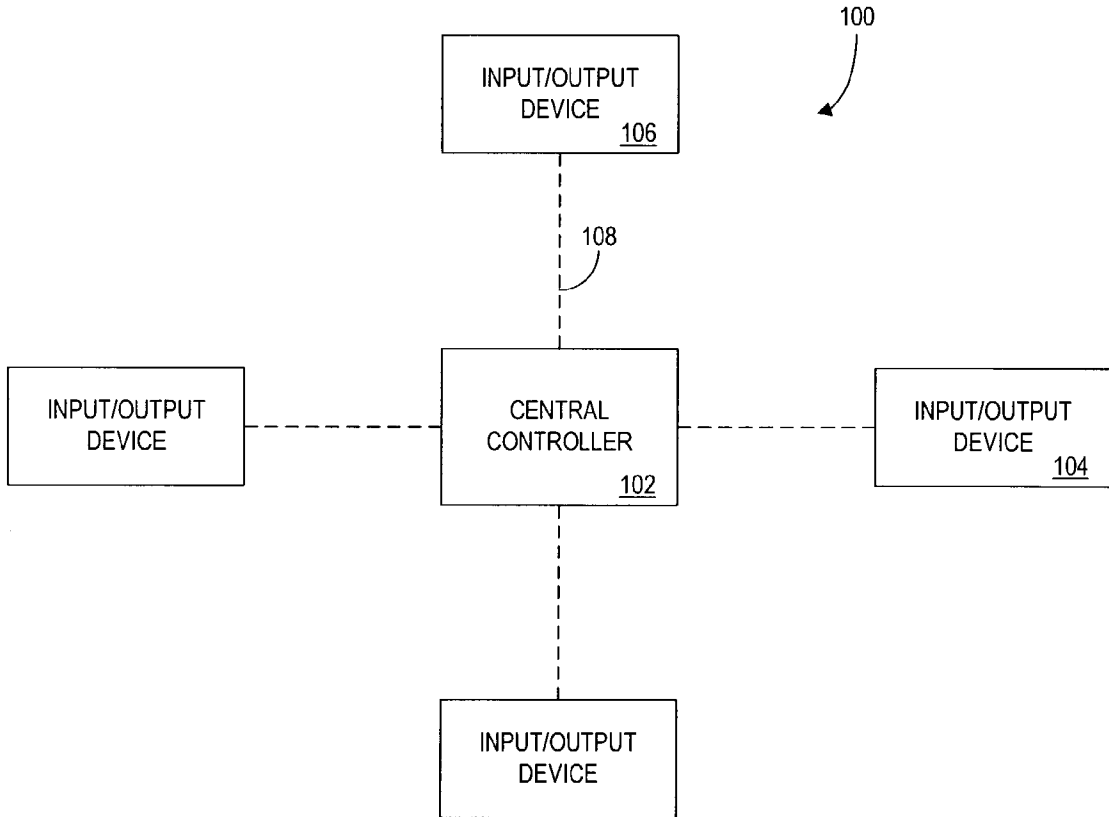 100
INPUT/OUTPUT
DEVICE
106
108
INPUT/OUTPUT
DEVICE
CENTRAL
CONTROLLER
102
INPUT/OUTPUT
DEVICE
104
INPUT/OUTPUT
DEVICE